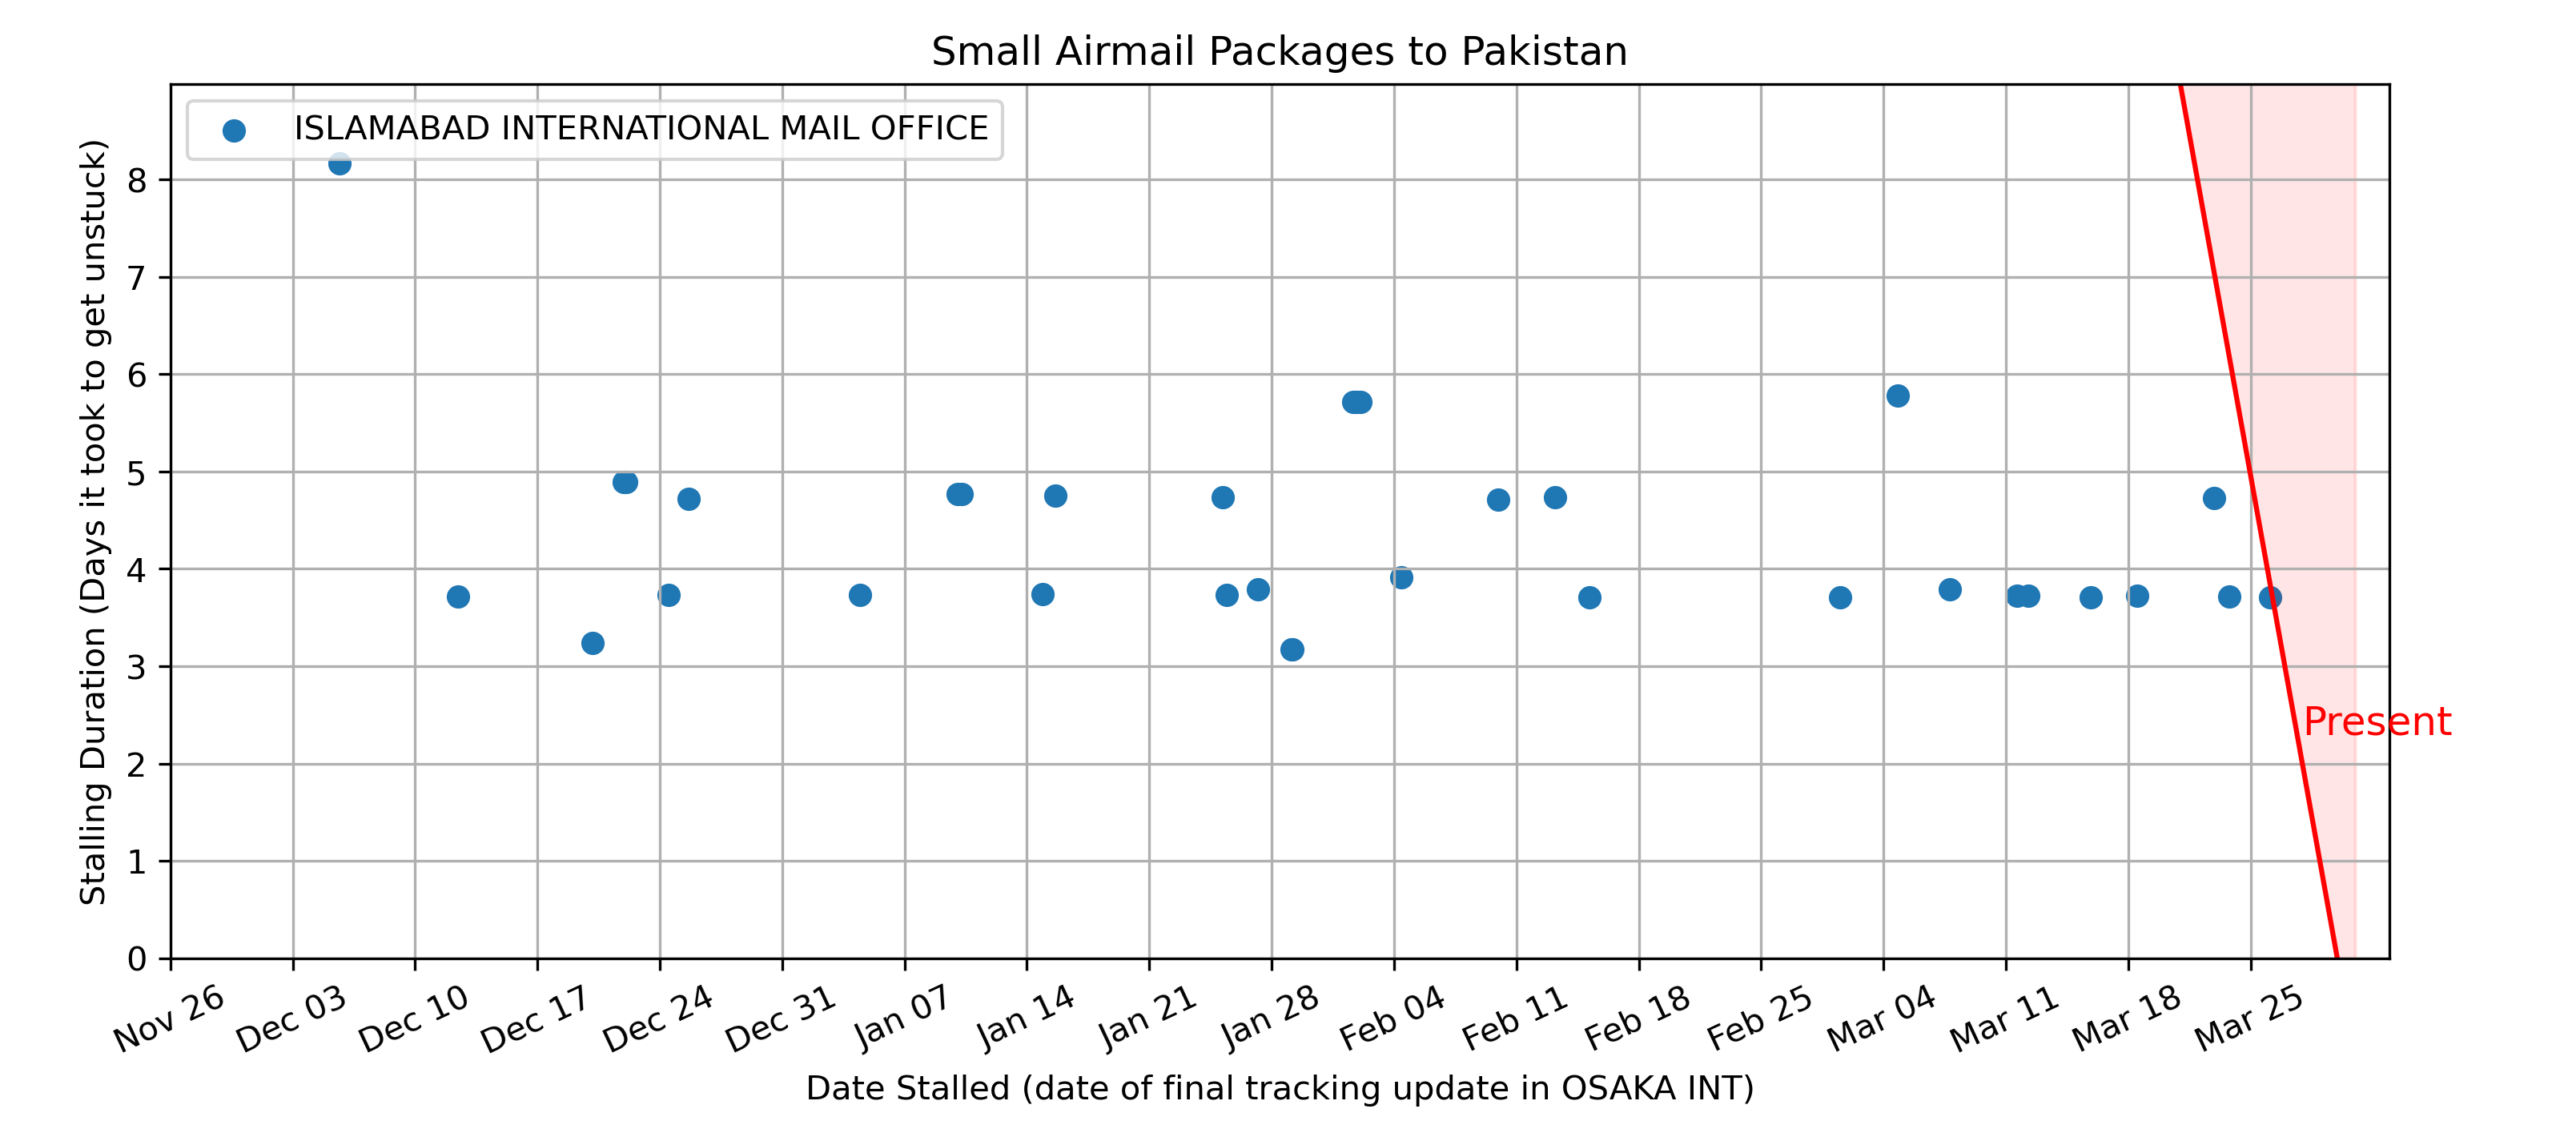 Small Airmail Packages to Pakistan
ISLAMABAD INTERNATIONAL MAIL OFFICE
Stalling Duration (Days it took to get unstuck)
8
7
6
5
4
3
2
1
0
Present
Nov 26
Dec 03
Dec 10
Dec 17
Dec 24
Dec 31
Jan 07
Jan 14
Jan 21
Jan 28
Feb 04
Feb 11
Feb 18
Feb 25
Mar 04
Mar 11
Mar 18
Mar 25
Date Stalled (date of final tracking update in OSAKA INT)